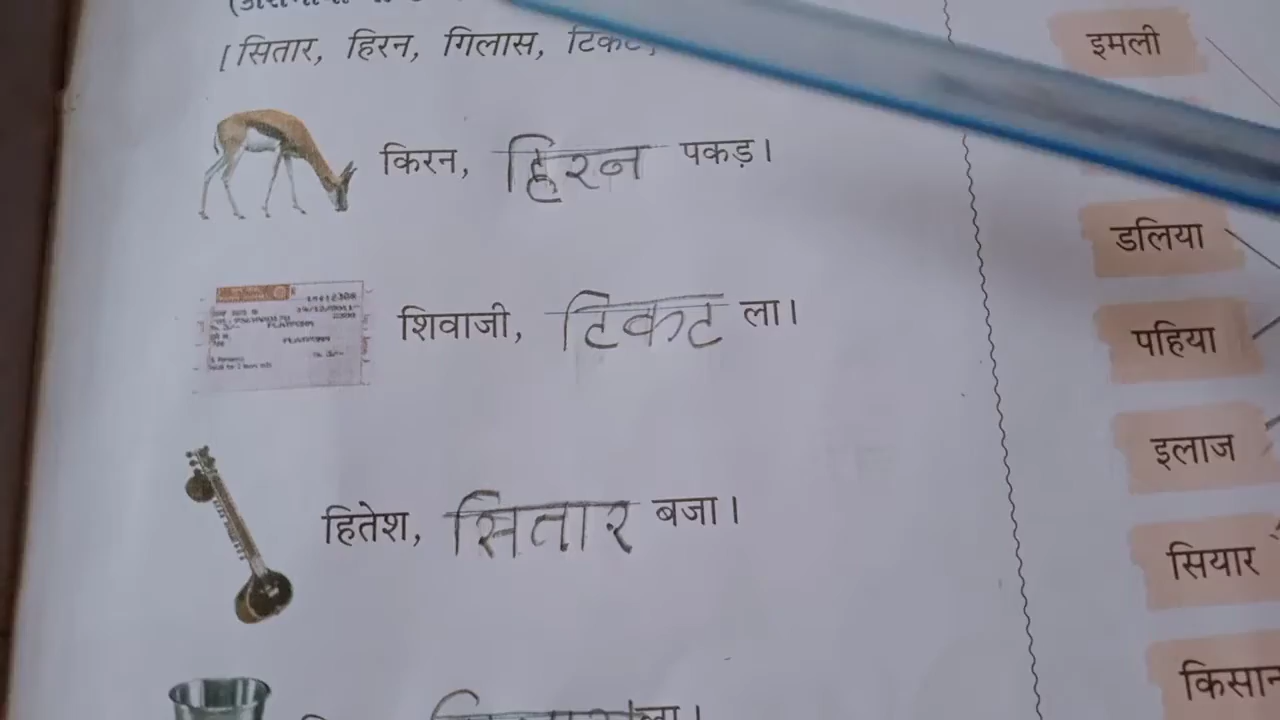 [ सितार, हिरन, गिलास, टिकट,
किरन, हिरन पकड़।
शिवाजी, टिकट ला।
हितेश, सितार बजा।
ला।
इमली
डलिया
पहिया
इलाज
सियार
किसान